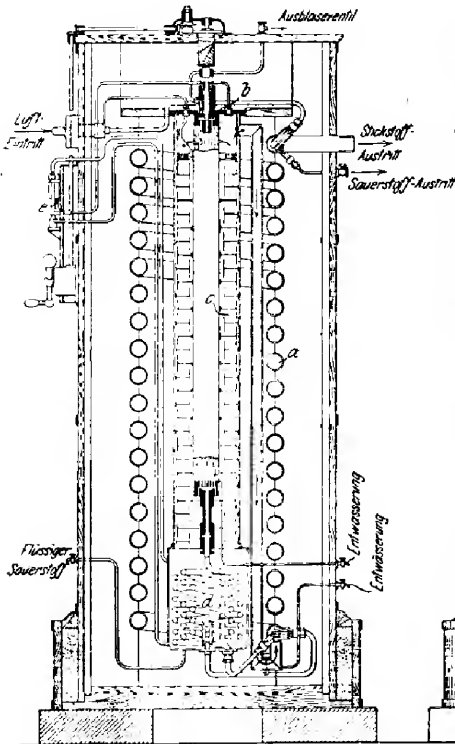 Ausblaseventil
b
Luft-
Eintritt
Stickstoff-
Austritt
Sauerstoff-Austritt
e
c
a
Flüssiger
Sauerstoff
d
Entwässerung
Entwässerung